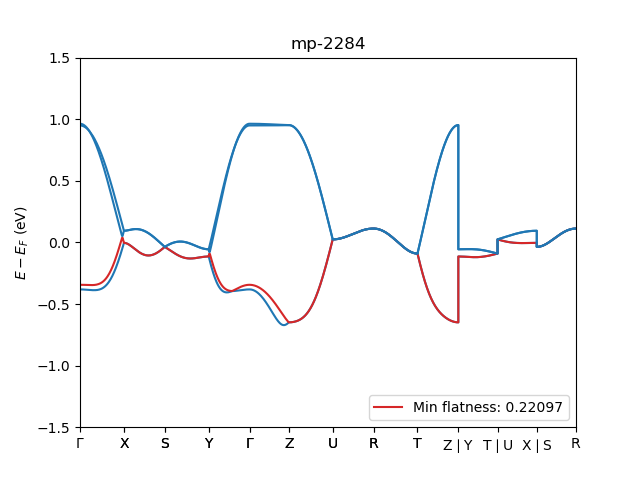 mp-2284
1.5
1.0
0.5
0.0
−0.5
−1.0
−1.5
E − E_F (eV)
Min flatness: 0.22097
Γ X S Y Γ Z U R T Z|Y T|U X|S R